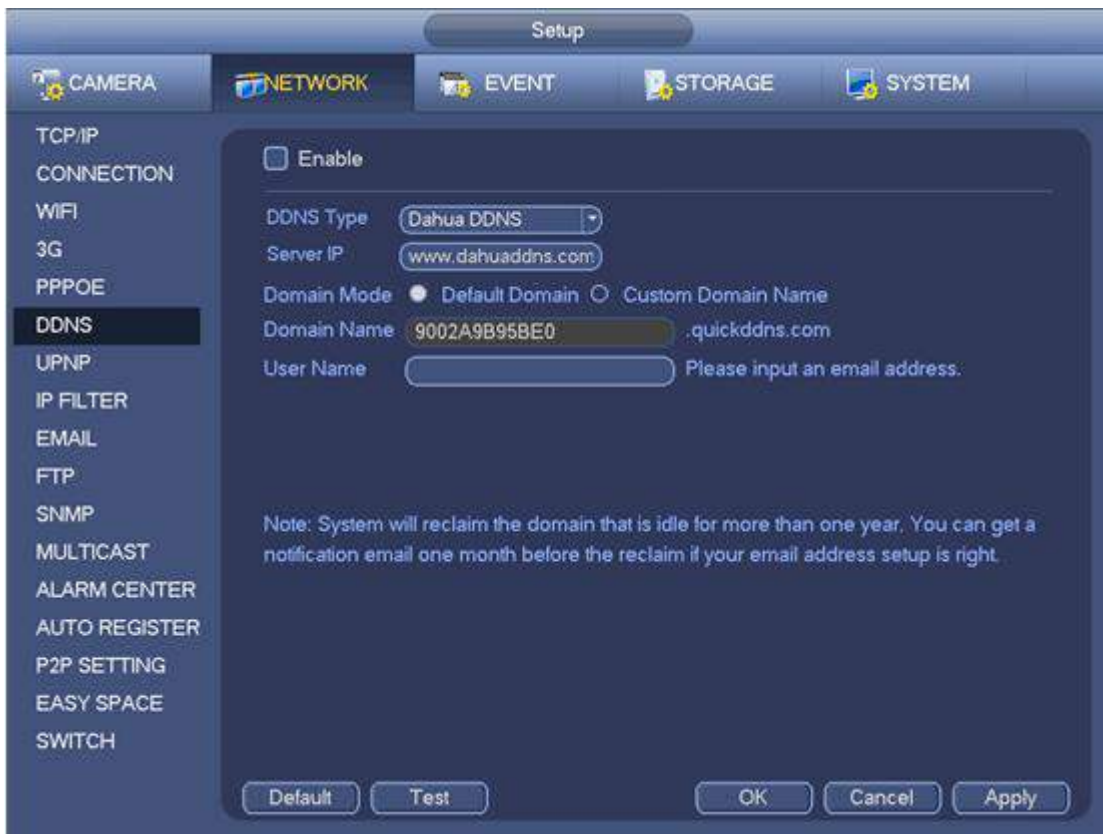 Setup
CAMERA NETWORK EVENT STORAGE SYSTEM
TCP/IP
CONNECTION
WIFI
3G
PPPOE
DDNS
UPNP
IP FILTER
EMAIL
FTP
SNMP
MULTICAST
ALARM CENTER
AUTO REGISTER
P2P SETTING
EASY SPACE
SWITCH
Enable
DDNS Type Dahua DDNS
Server IP www.dahuaddns.com
Domain Mode Default Domain Custom Domain Name
Domain Name 9002A9B95BE0 .quickddns.com
User Name Please input an email address.
Note: System will reclaim the domain that is idle for more than one year. You can get a
notification email one month before the reclaim if your email address setup is right.
Default Test OK Cancel Apply